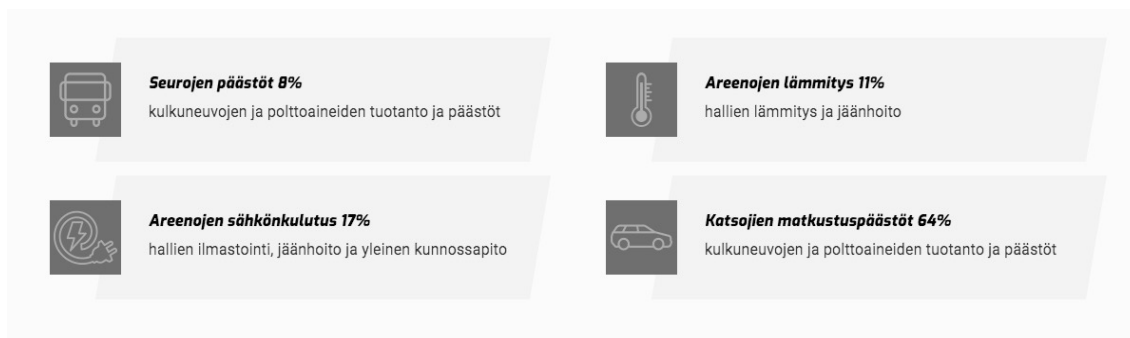 Seurojen päästöt 8%
kulkuneuvojen ja polttoaineiden tuotanto ja päästöt
Areenojen lämmitys 11%
hallien lämmitys ja jäänhoito
Areenojen sähkönkulutus 17%
hallien ilmastointi, jäänhoito ja yleinen kunnossapito
Katsojien matkustuspäästöt 64%
kulkuneuvojen ja polttoaineiden tuotanto ja päästöt